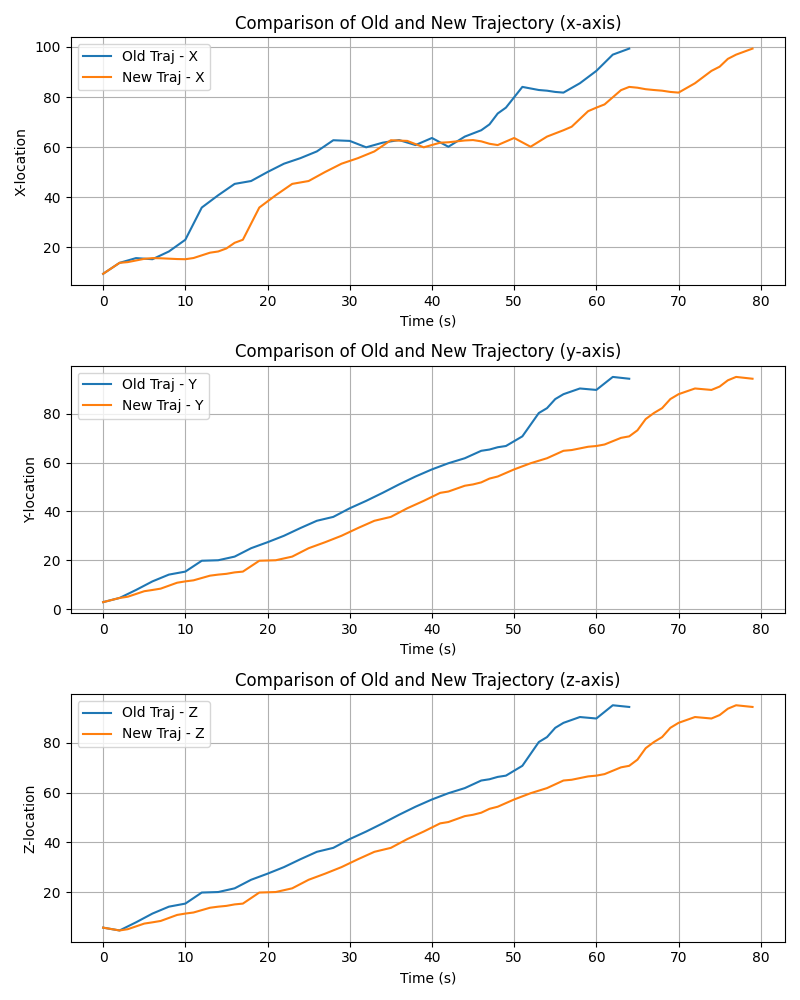 Comparison of Old and New Trajectory (x-axis)
Old Traj - X
New Traj - X
100
80
60
40
20
X-location
0 10 20 30 40 50 60 70 80
Time (s)
Comparison of Old and New Trajectory (y-axis)
Old Traj - Y
New Traj - Y
80
60
40
20
0
Y-location
0 10 20 30 40 50 60 70 80
Time (s)
Comparison of Old and New Trajectory (z-axis)
Old Traj - Z
New Traj - Z
80
60
40
20
Z-location
0 10 20 30 40 50 60 70 80
Time (s)